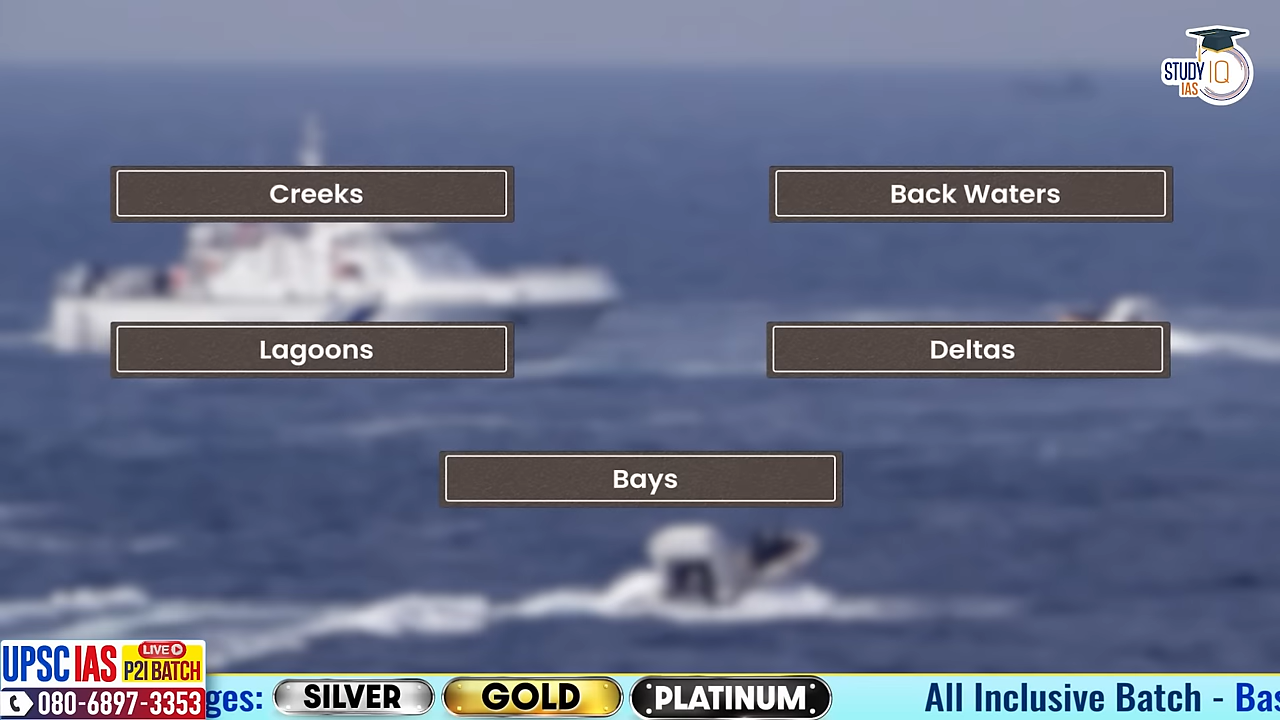 STUDY IQ
IAS
Creeks
Back Waters
Lagoons
Deltas
Bays
UPSC IAS LIVE P2I BATCH
080-6897-3353
ges: SILVER GOLD PLATINUM All Inclusive Batch - Bas